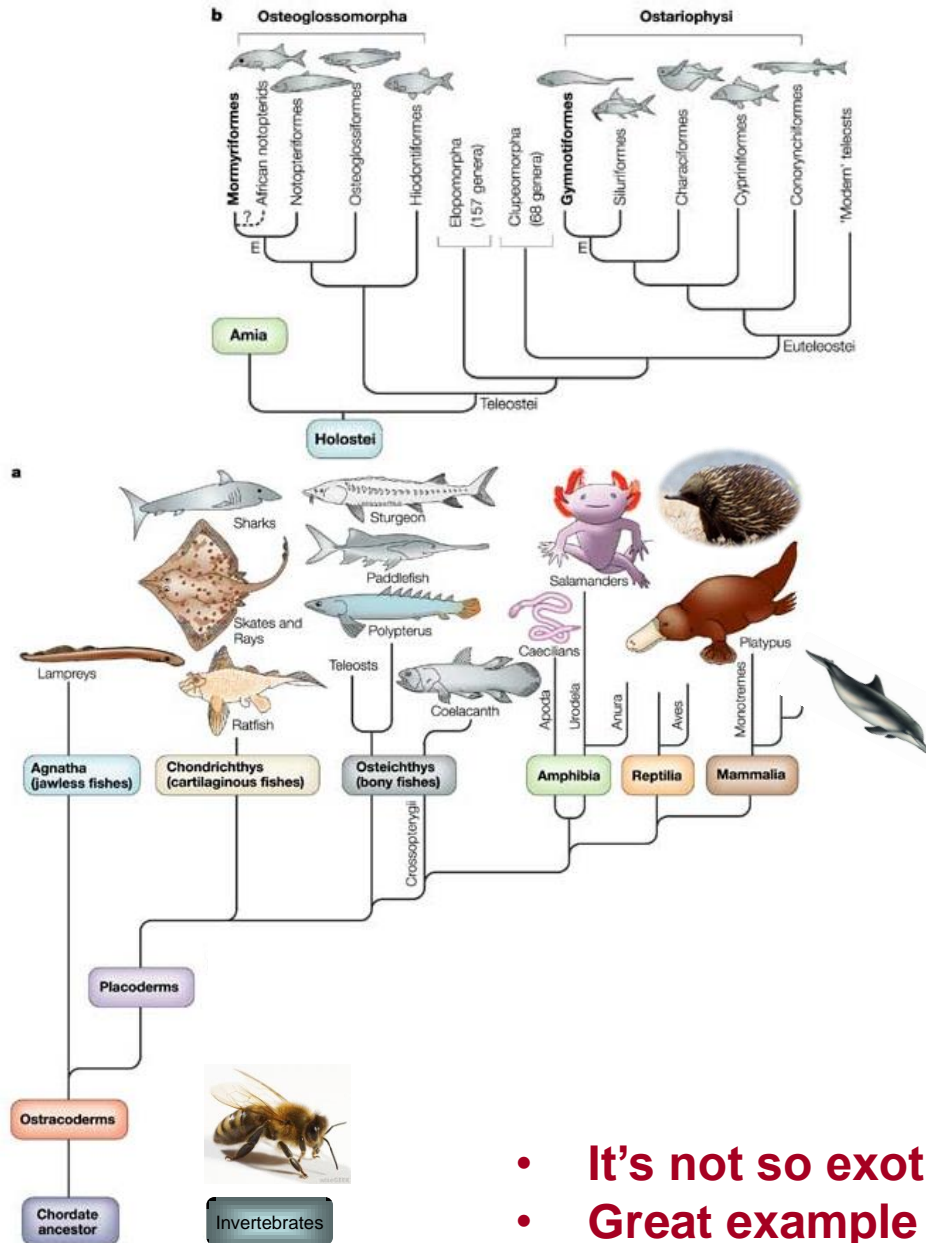 b
Osteoglossomorpha
Ostariophysi
Mormyriformes
African notopterids
Notopteriformes
Osteoglossiformes
Hiodontiformes
Elopomorpha
(157 genera)
Clupeomorpha
(68 genera)
Gymnotiformes
Siluriformes
Characiformes
Cypriniformes
Conorynchiformes
"Modern" teleosts
?
E
E
Amia
Euteleostei
Teleostei
Holostei
a
Sharks
Sturgeon
Paddlefish
Salamanders
Skates and
Rays
Polypterus
Platypus
Lampreys
Teleosts
Caecilians
Ratfish
Coelacanth
Apoda
Urodela
Anura
Aves
Monotremes
Agnatha
(jawless fishes)
Chondrichthys
(cartilaginous fishes)
Osteichthys
(bony fishes)
Amphibia
Reptilia
Mammalia
Crossopterygii
Placoderms
Ostracoderms
Chordate
ancestor
Invertebrates
• It’s not so exot
• Great example